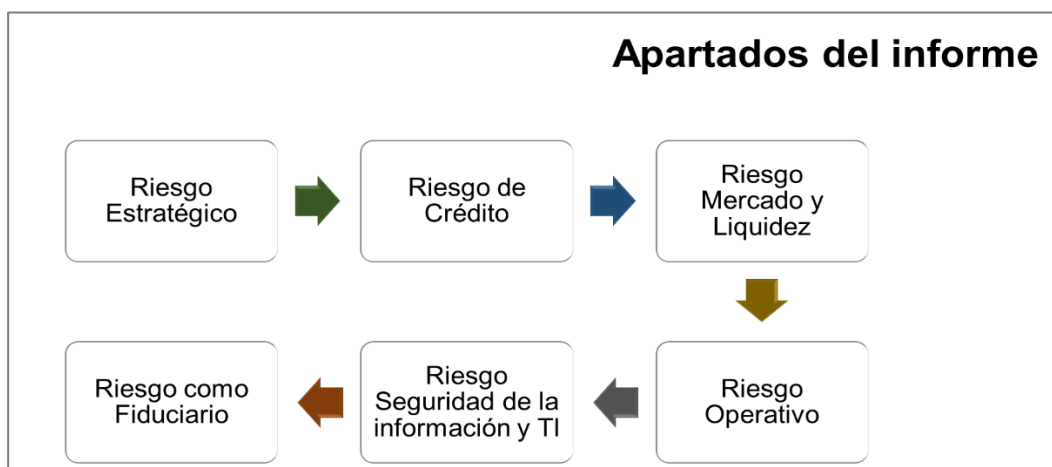 Apartados del informe
Riesgo
Estratégico
Riesgo de
Crédito
Riesgo
Mercado y
Liquidez
Riesgo
Operativo
Riesgo
Seguridad de la
información y TI
Riesgo como
Fiduciario